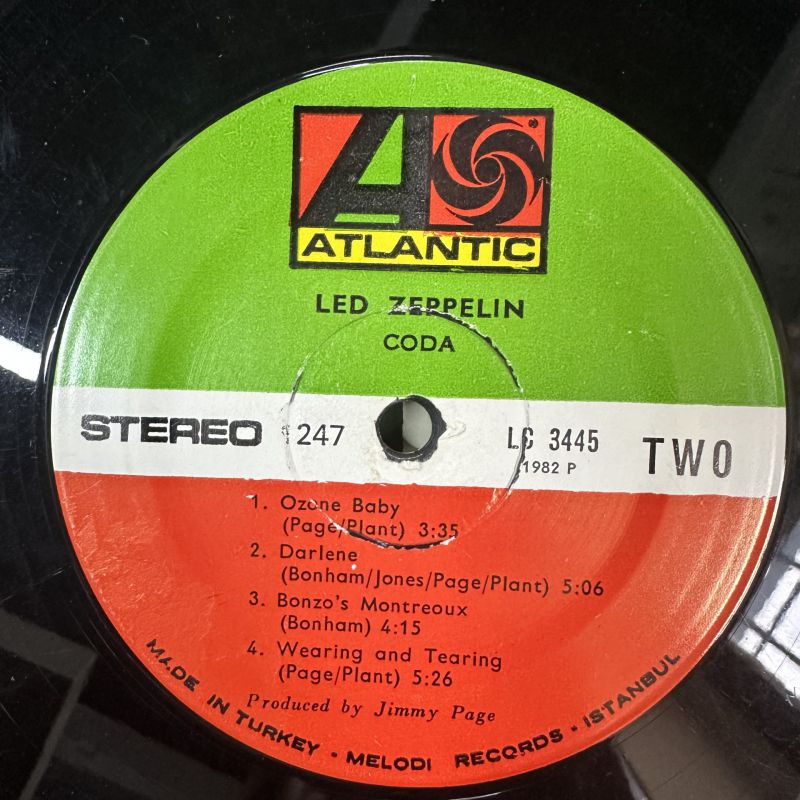 ATLANTIC
LED ZEPPELIN
CODA
STEREO 247 LC 3445 TWO
1982 P
1. Ozone Baby
(Page/Plant) 3:35
2. Darlene
(Bonham/Jones/Page/Plant) 5:06
3. Bonzo's Montreoux
(Bonham) 4:15
4. Wearing and Tearing
(Page/Plant) 5:26
Produced by Jimmy Page
MADE IN TURKEY · MELODI RECORDS · ISTANBUL